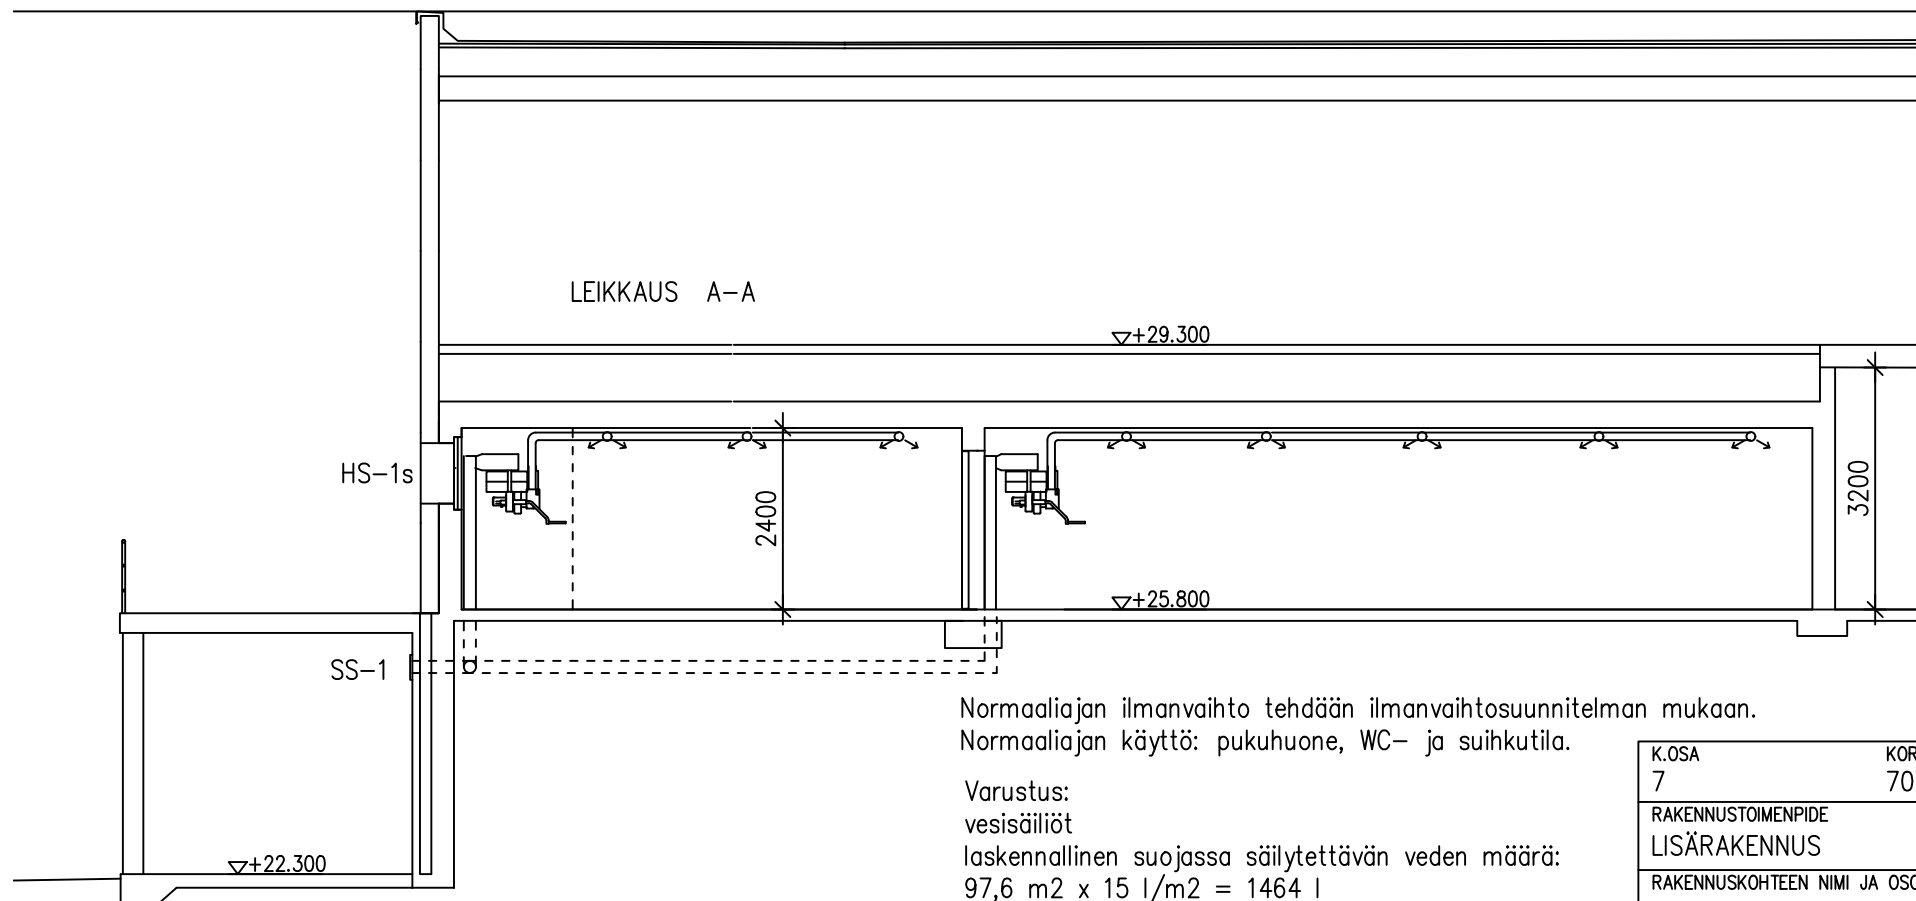 LEIKKAUS A-A
+29.300
HS-1s
2400
3200
+25.800
SS-1
+22.300
Normaaliajan ilmanvaihto tehdään ilmanvaihtosuunnitelman mukaan.
Normaaliajan käyttö: pukuhuone, WC- ja suihkutila.
Varustus:
vesisäiliöt
laskennallinen suojassa säilytettävän veden määrä:
97,6 m2 x 15 l/m2 = 1464 l
K.OSA KOR
7 70
RAKENNUSTOIMENPIDE
LISÄRAKENNUS
RAKENNUSKOHTEEN NIMI JA OSO